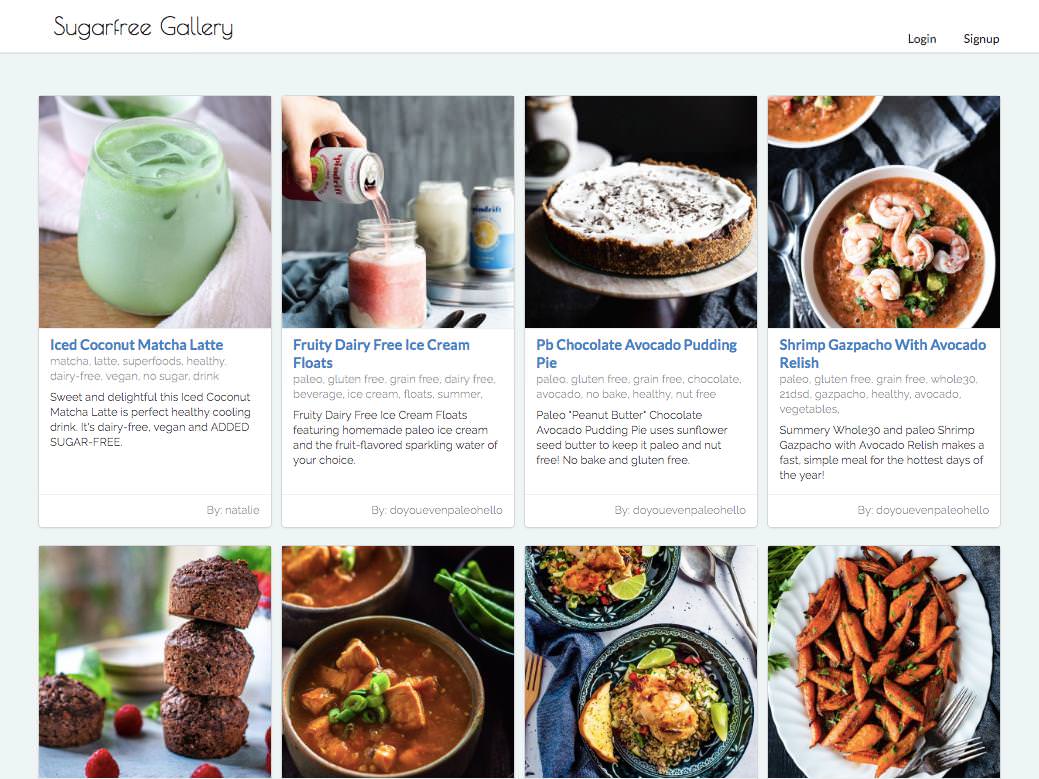 Sugarfree Gallery
Login
Signup
spindrift
spindrift
Iced Coconut Matcha Latte
matcha, latte, superfoods, healthy,
dairy-free, vegan, no sugar, drink
Sweet and delightful this Iced Coconut
Matcha Latte is perfect healthy cooling
drink. It's dairy-free, vegan and ADDED
SUGAR-FREE.
By: natalie
Fruity Dairy Free Ice Cream
Floats
paleo, gluten free, grain free, dairy free,
beverage, ice cream, floats, summer,
Fruity Dairy Free Ice Cream Floats
featuring homemade paleo ice cream
and the fruit-flavored sparkling water of
your choice.
By: doyouevenpaleohello
Pb Chocolate Avocado Pudding
Pie
paleo, gluten free, grain free, chocolate,
avocado, no bake, healthy, nut free
Paleo "Peanut Butter" Chocolate
Avocado Pudding Pie uses sunflower
seed butter to keep it paleo and nut
free! No bake and gluten free.
By: doyouevenpaleohello
Shrimp Gazpacho With Avocado
Relish
paleo, gluten free, grain free, whole30,
21dsd, gazpacho, healthy, avocado,
vegetables,
Summery Whole30 and paleo Shrimp
Gazpacho with Avocado Relish makes a
fast, simple meal for the hottest days of
the year!
By: doyouevenpaleohello